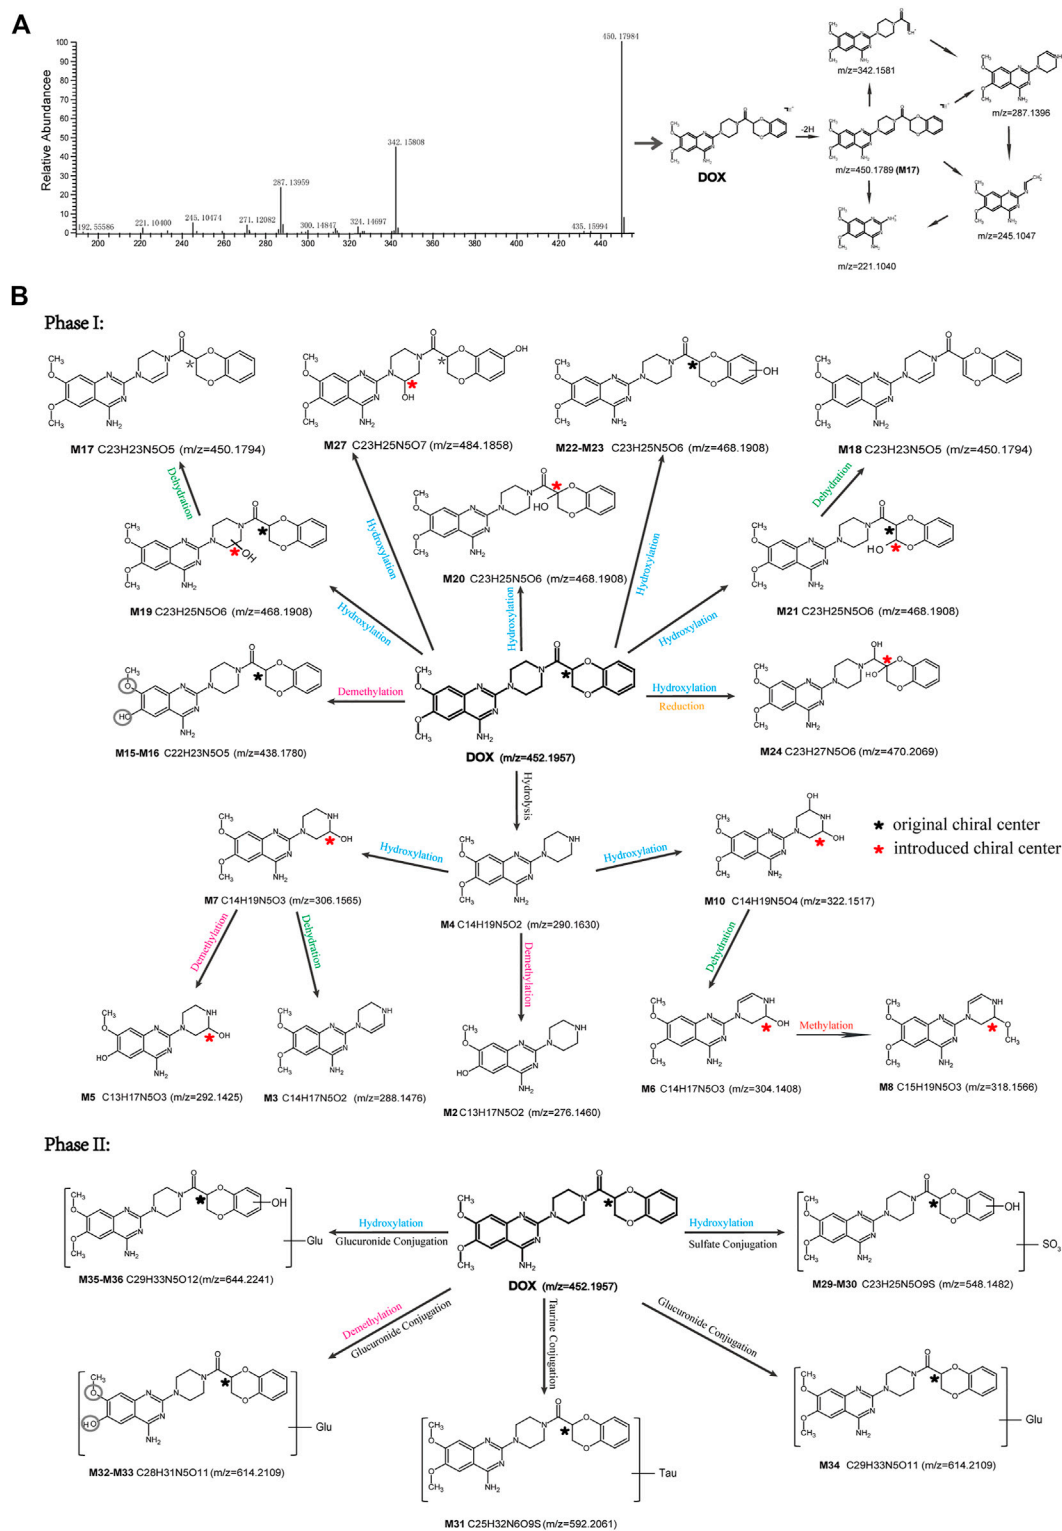 A
Relative Abundancee
100
90
80
70
60
50
40
30
20
10
0
200
220
240
260
280
300
320
340
360
380
400
420
440
192.55586
221.10400
245.10474
271.12082
287.13959
300.14847
324.14697
342.15808
435.15994
450.17984
DOX
-2H
m/z=342.1581
m/z=287.1396
m/z=450.1789 (M17)
m/z=245.1047
m/z=221.1040
B
Phase I:
M17 C23H23N5O5 (m/z=450.1794)
M27 C23H25N5O7 (m/z=484.1858)
M22-M23 C23H25N5O6 (m/z=468.1908)
M18 C23H23N5O5 (m/z=450.1794)
Dehydration
Hydroxylation
Hydroxylation
Dehydration
M20 C23H25N5O6 (m/z=468.1908)
M19 C23H25N5O6 (m/z=468.1908)
M21 C23H25N5O6 (m/z=468.1908)
Hydroxylation
Hydroxylation
Hydroxylation
Demethylation
Hydroxylation
Reduction
M15-M16 C22H23N5O5 (m/z=438.1780)
DOX (m/z=452.1957)
M24 C23H27N5O6 (m/z=470.2069)
Hydrolysis
* original chiral center
* introduced chiral center
Hydroxylation
Hydroxylation
M7 C14H19N5O3 (m/z=306.1565)
M4 C14H19N5O2 (m/z=290.1630)
M10 C14H19N5O4 (m/z=322.1517)
Demethylation
Dehydration
Demethylation
Dehydration
Methylation
M5 C13H17N5O3 (m/z=292.1425)
M3 C14H17N5O2 (m/z=288.1476)
M2 C13H17N5O2 (m/z=276.1460)
M6 C14H17N5O3 (m/z=304.1408)
M8 C15H19N5O3 (m/z=318.1566)
Phase II:
Hydroxylation
Glucuronide Conjugation
Glu
Hydroxylation
Sulfate Conjugation
SO3
M35-M36 C29H33N5O12 (m/z=644.2241)
DOX (m/z=452.1957)
M29-M30 C23H25N5O9S (m/z=548.1482)
Demethylation
Glucuronide Conjugation
Taurine Conjugation
Glucuronide Conjugation
Glu
Tau
Glu
M32-M33 C28H31N5O11 (m/z=614.2109)
M34 C29H33N5O11 (m/z=614.2109)
M31 C25H32N6O9S (m/z=592.2061)